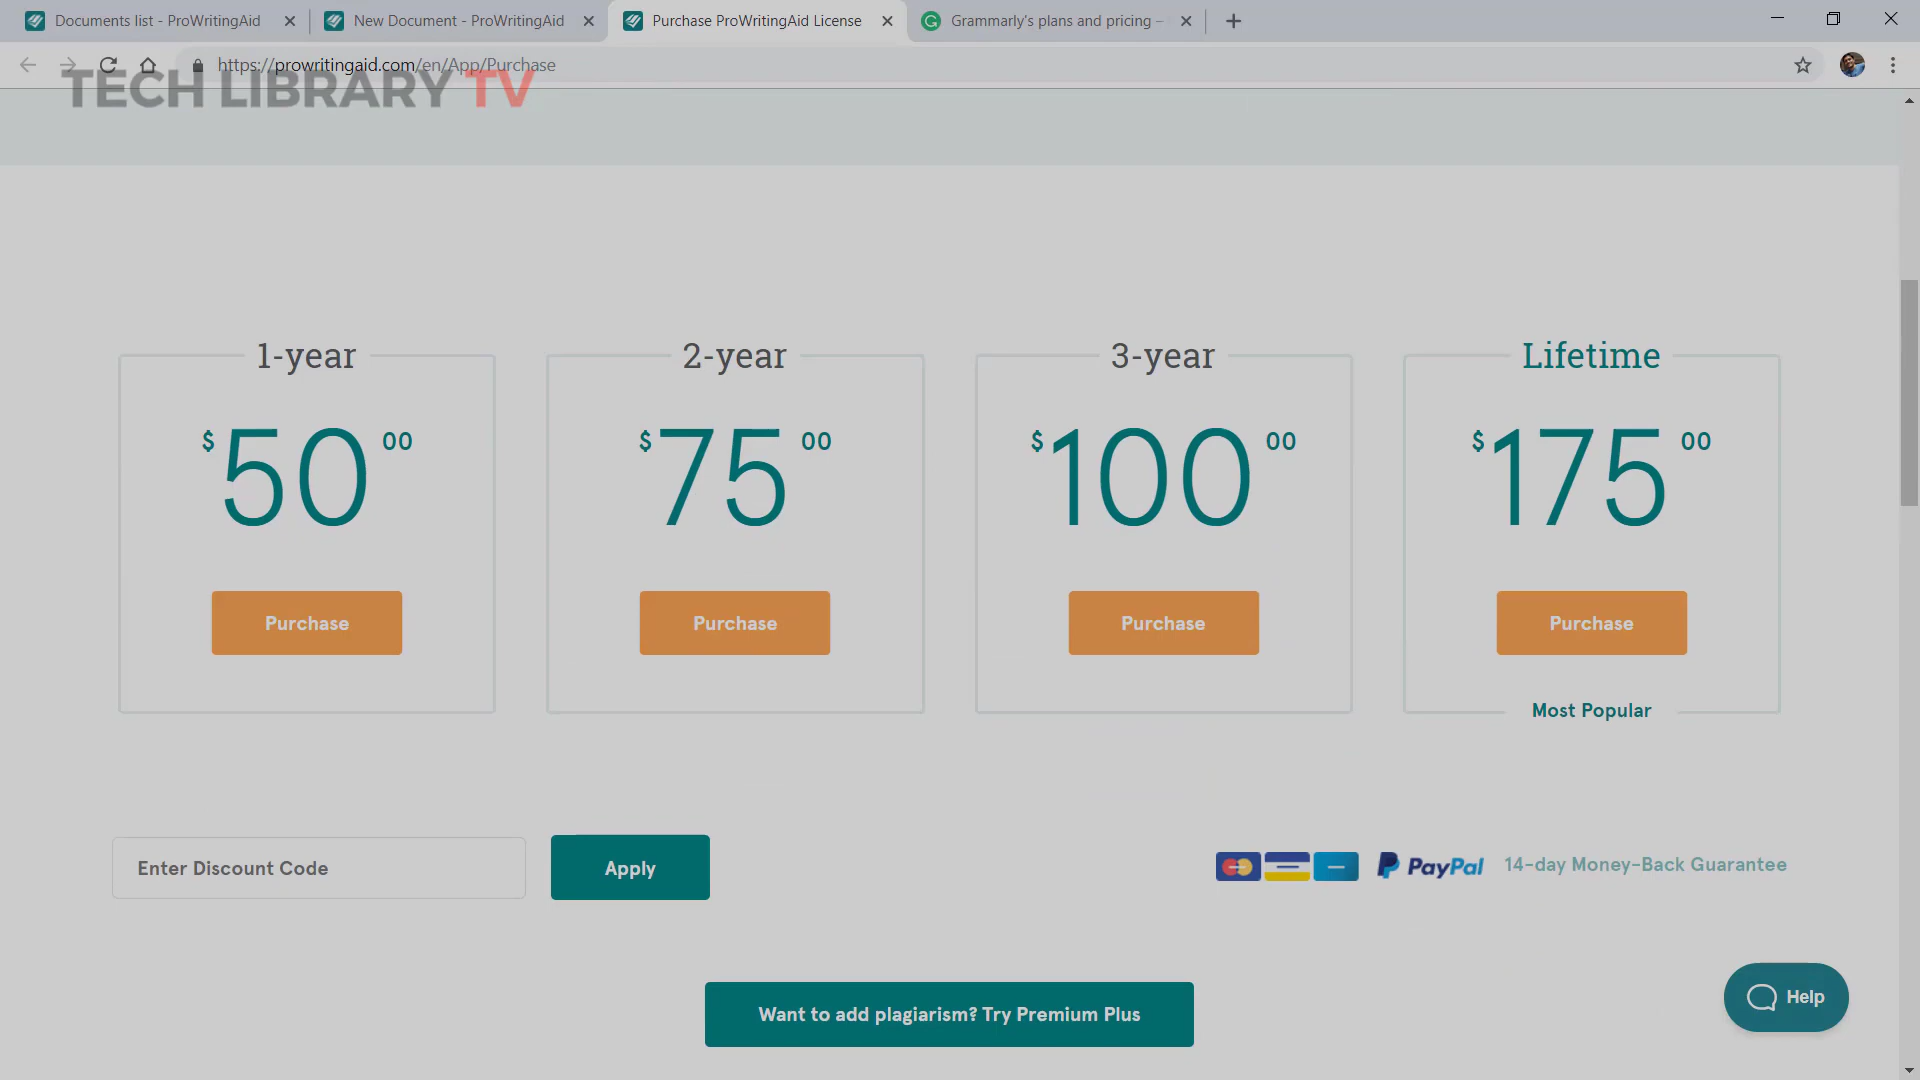 Documents list - ProWritingAid
New Document - ProWritingAid
Purchase ProWritingAid License
Grammarly's plans and pricing –
https://prowritingaid.com/en/App/Purchase
TECH LIBRARY TV
1-year
2-year
3-year
Lifetime
$50 00
$75 00
$100 00
$175 00
Purchase
Purchase
Purchase
Purchase
Most Popular
Enter Discount Code
Apply
PayPal
14-day Money-Back Guarantee
Help
Want to add plagiarism? Try Premium Plus